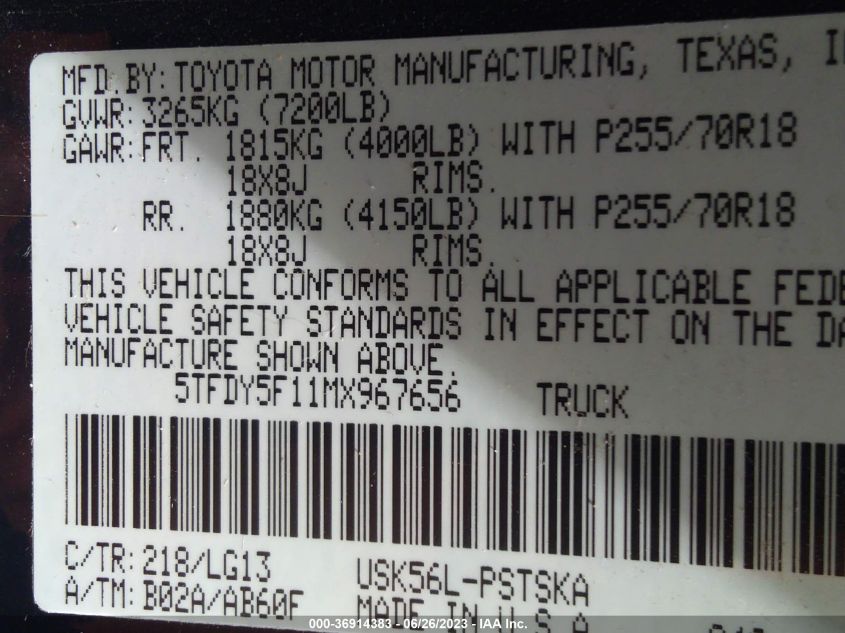 MFD.BY:TOYOTA MOTOR MANUFACTURING, TEXAS,
GVWR:3265KG (7200LB)
GAWR:FRT. 1815KG (4000LB) WITH P255/70R18
18X8J RIMS.
RR. 1880KG (4150LB) WITH P255/70R18
18X8J RIMS.
THIS VEHICLE CONFORMS TO ALL APPLICABLE FEDE
VEHICLE SAFETY STANDARDS IN EFFECT ON THE DA
MANUFACTURE SHOWN ABOVE.
5TFDY5F11MX967656 TRUCK
C/TR:218/LG13 USK56L-PSTSKA
A/TM:B02A/AB60F MADE IN U.S.A
000-36914383 - 06/26/2023 - IAA Inc.